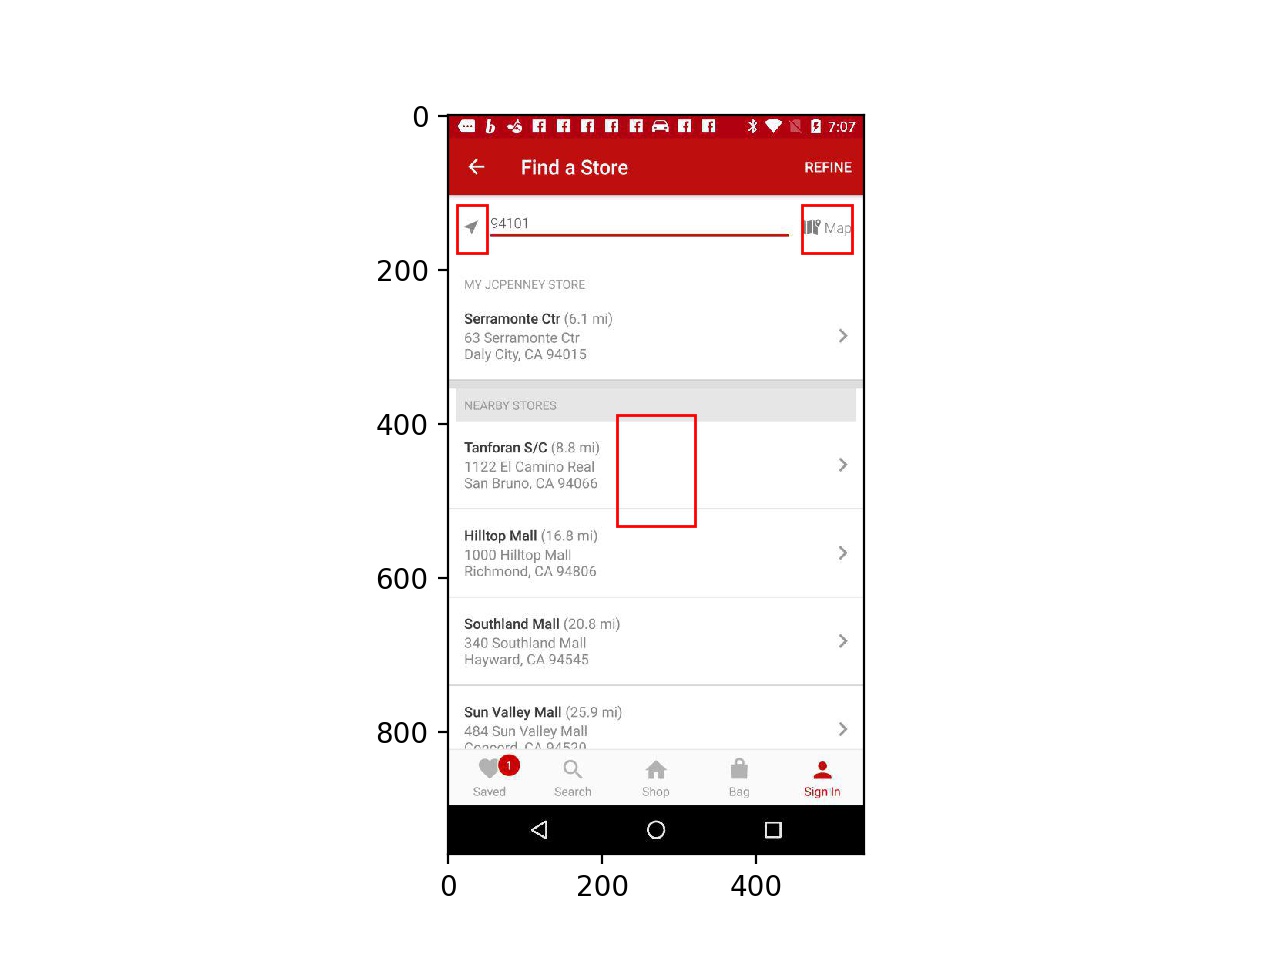 0
7:07
Find a Store
REFINE
94101
Map
200
MY JCPENNEY STORE
Serramonte Ctr (6.1 mi)
63 Serramonte Ctr
Daly City, CA 94015
NEARBY STORES
400
Tanforan S/C (8.8 mi)
1122 El Camino Real
San Bruno, CA 94066
Hilltop Mall (16.8 mi)
1000 Hilltop Mall
600
Richmond, CA 94806
Southland Mall (20.8 mi)
340 Southland Mall
Hayward, CA 94545
Sun Valley Mall (25.9 mi)
800
484 Sun Valley Mall
Concord, CA 94520
1
Saved
Search
Shop
Bag
Sign In
0
200
400